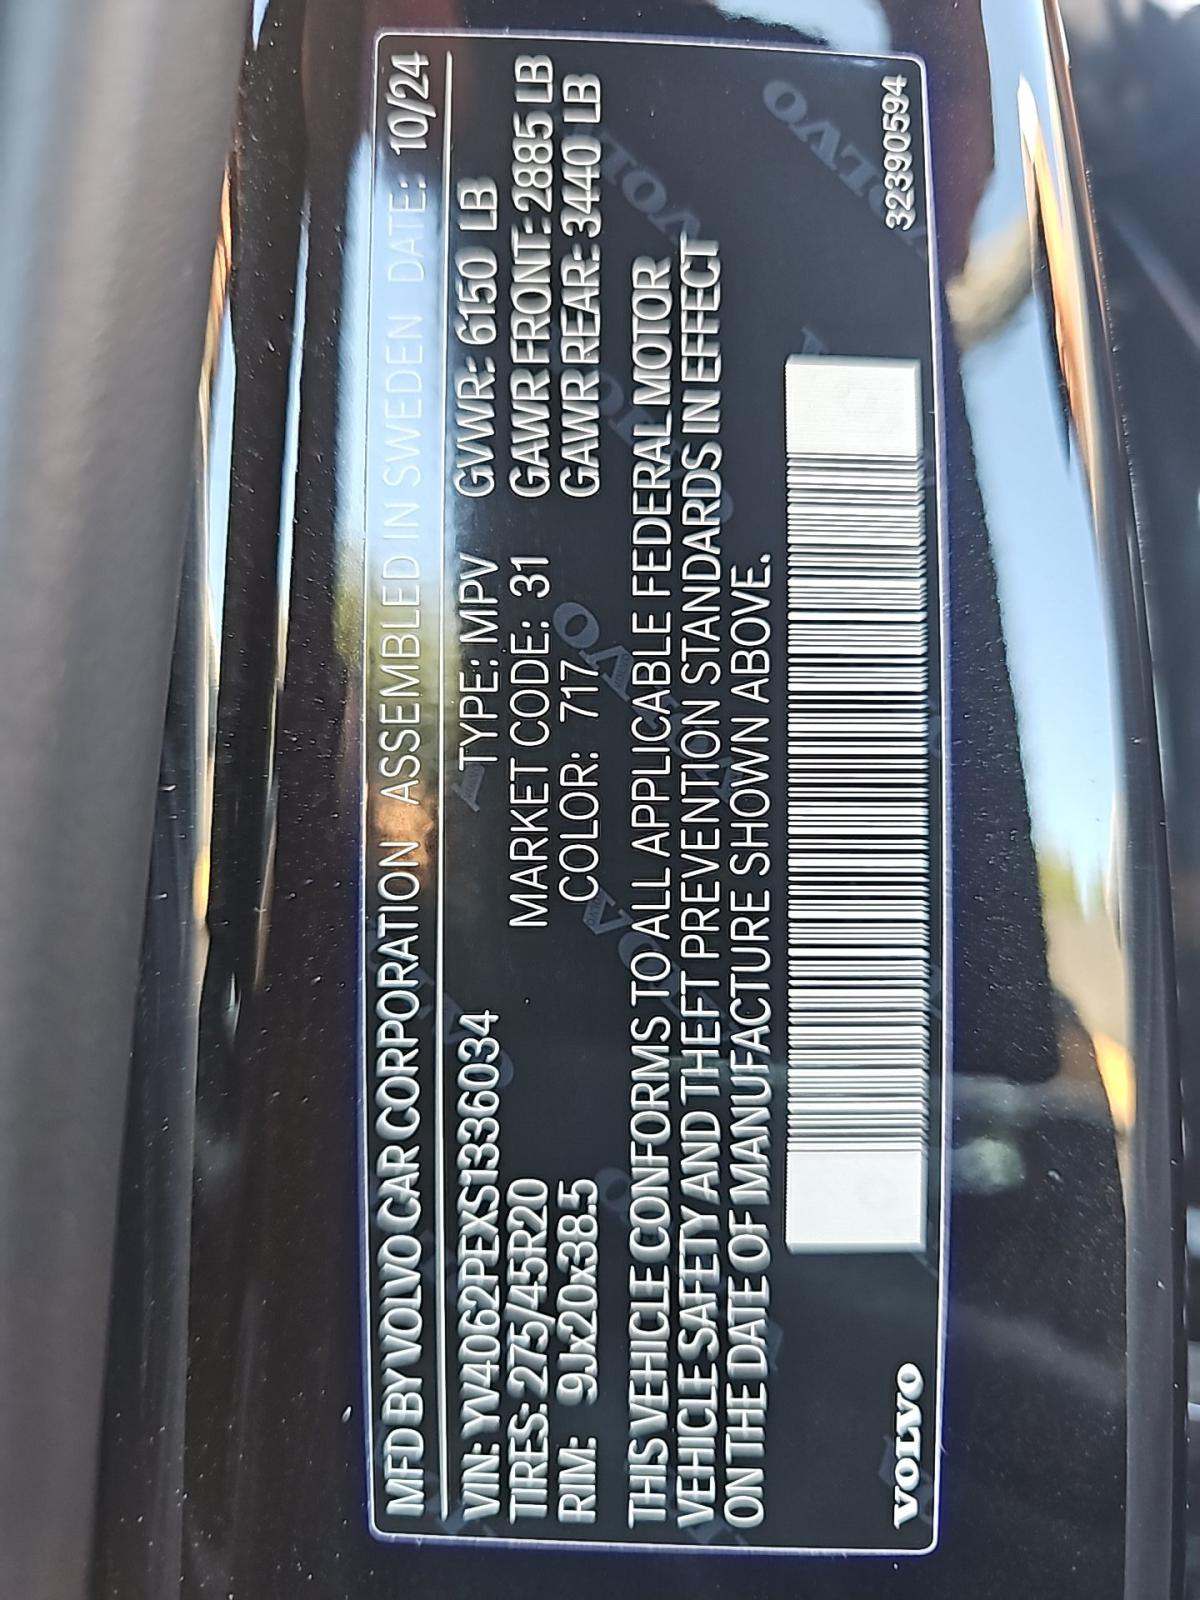 MFD BY VOLVO CAR CORPORATION ASSEMBLED IN SWEDEN DATE: 10/24
VIN: YV4062PEXS1336034 TYPE: MPV GVWR: 6150 LB
TIRES: 275/45R20 MARKET CODE: 31 GAWR FRONT: 2885 LB
RIM: 9Jx20x38.5 COLOR: 717 GAWR REAR: 3440 LB
THIS VEHICLE CONFORMS TO ALL APPLICABLE FEDERAL MOTOR
VEHICLE SAFETY AND THEFT PREVENTION STANDARDS IN EFFECT
ON THE DATE OF MANUFACTURE SHOWN ABOVE.
VOLVO 32390594